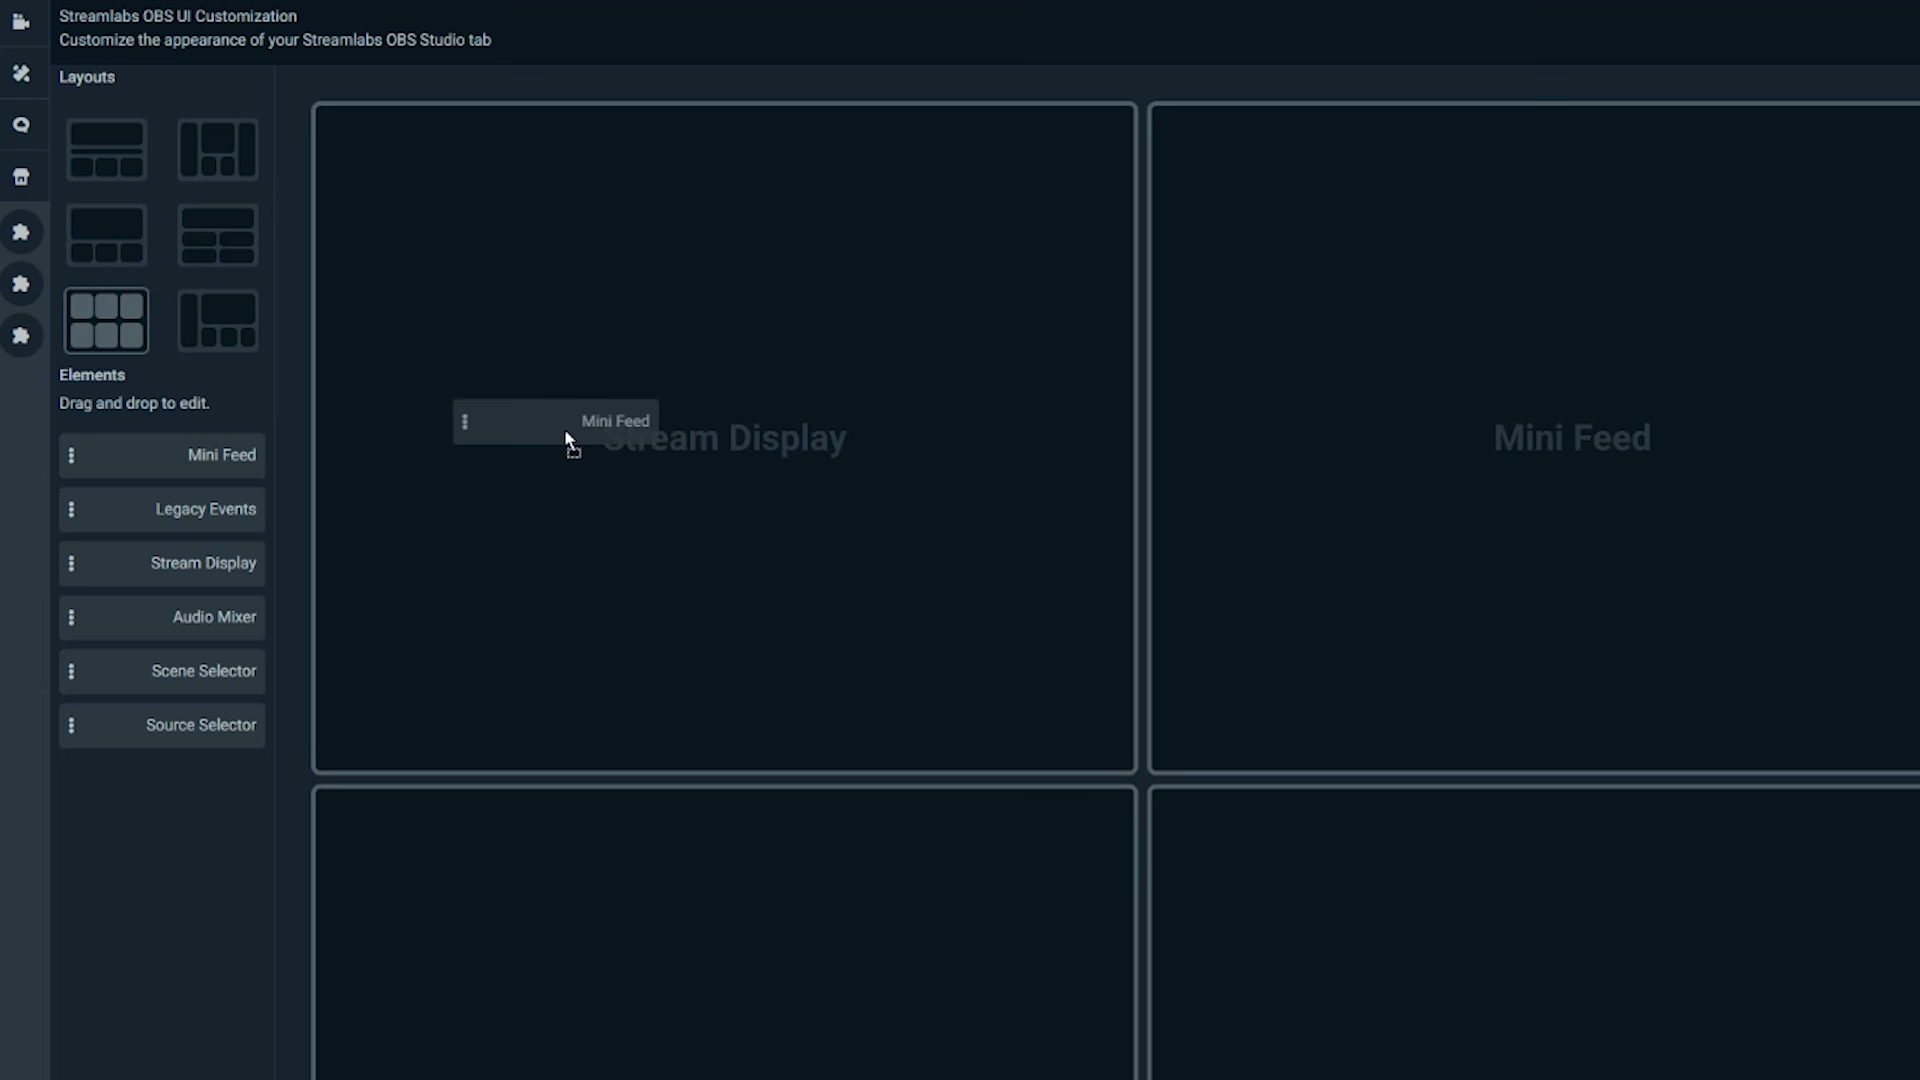 Streamlabs OBS UI Customization
Customize the appearance of your Streamlabs OBS Studio tab
Layouts
Elements
Drag and drop to edit.
Mini Feed
Legacy Events
Stream Display
Audio Mixer
Scene Selector
Source Selector
Mini Feed
Stream Display
Mini Feed